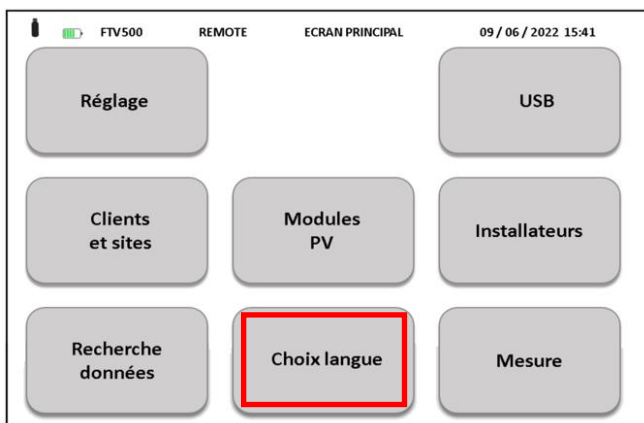 FTV500 REMOTE ECRAN PRINCIPAL 09 / 06 / 2022 15:41
Réglage
USB
Clients
et sites
Modules
PV
Installateurs
Recherche
données
Choix langue
Mesure